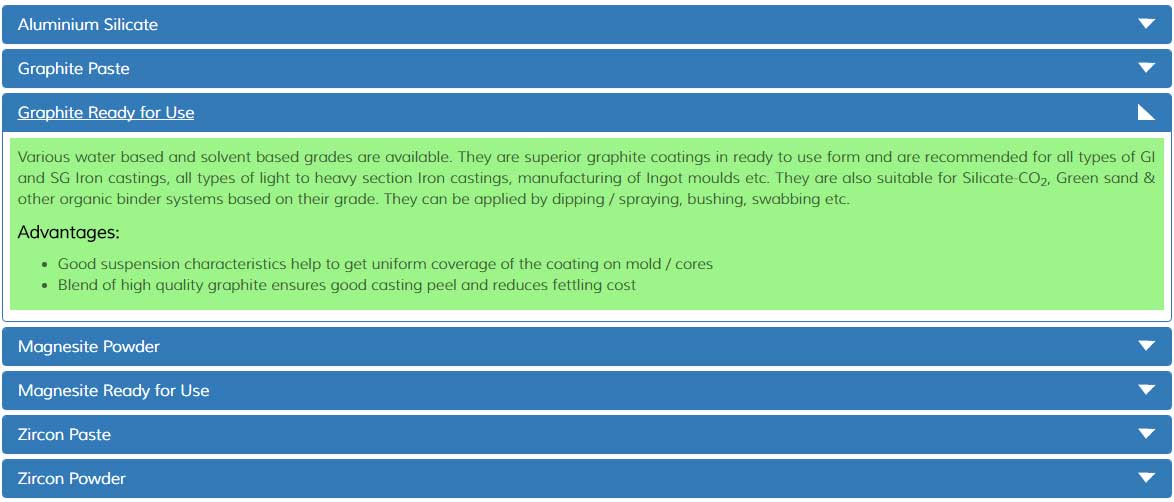 Aluminium Silicate
Graphite Paste
Graphite Ready for Use
Various water based and solvent based grades are available. They are superior graphite coatings in ready to use form and are recommended for all types of GI
and SG Iron castings, all types of light to heavy section Iron castings, manufacturing of Ingot moulds etc. They are also suitable for Silicate-CO₂, Green sand &
other organic binder systems based on their grade. They can be applied by dipping / spraying, bushing, swabbing etc.
Advantages:
• Good suspension characteristics help to get uniform coverage of the coating on mold / cores
• Blend of high quality graphite ensures good casting peel and reduces fettling cost
Magnesite Powder
Magnesite Ready for Use
Zircon Paste
Zircon Powder